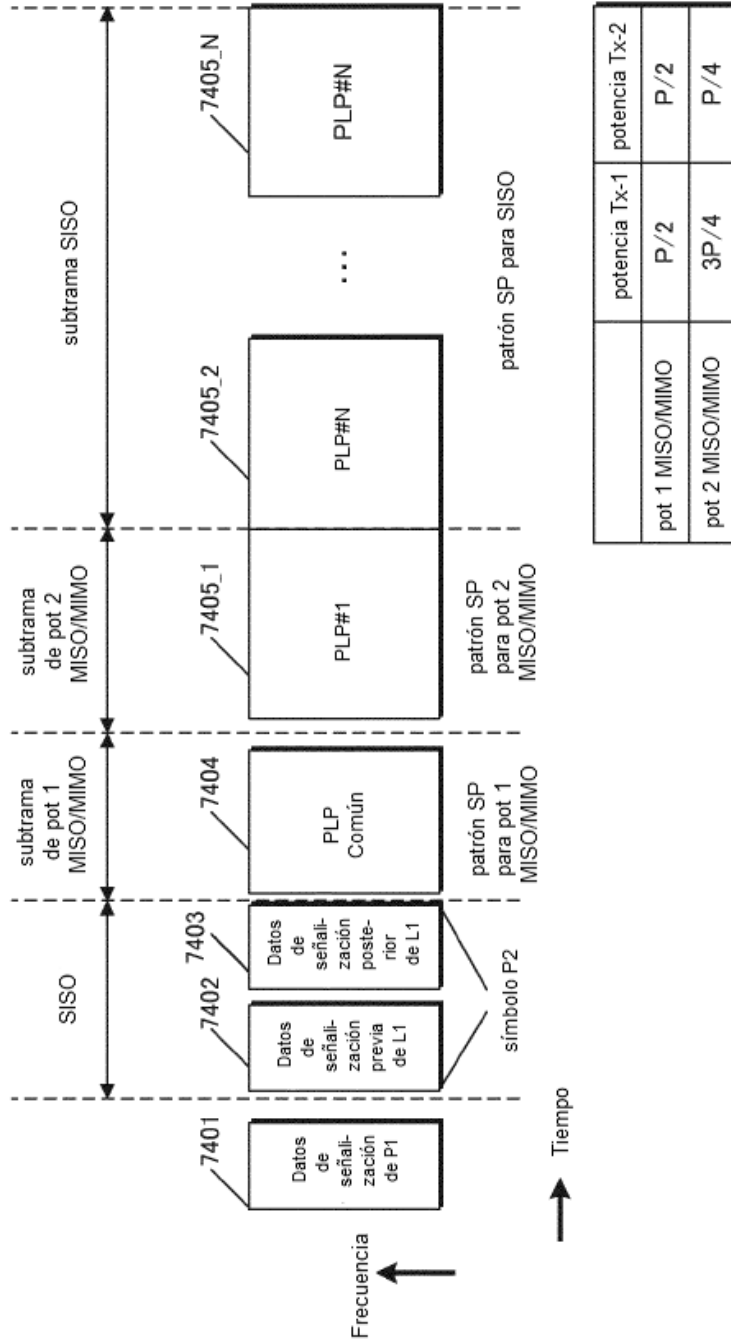 SISO
subtrama
de pot 1
MISO/MIMO
subtrama
de pot 2
MISO/MIMO
subtrama SISO
7401
7402
7403
7404
7405_1
7405_2
7405_N
Datos
de
señali-
zación
de P1
Datos
de
señali-
zación
previa
de L1
Datos
de
señali-
zación
poste-
rior
de L1
PLP
Común
PLP#1
PLP#N
...
PLP#N
símbolo P2
patrón SP
para pot 1
MISO/MIMO
patrón SP
para pot 2
MISO/MIMO
patrón SP para SISO
Frecuencia
Tiempo
potencia Tx-1 potencia Tx-2
pot 1 MISO/MIMO P/2 P/2
pot 2 MISO/MIMO 3P/4 P/4